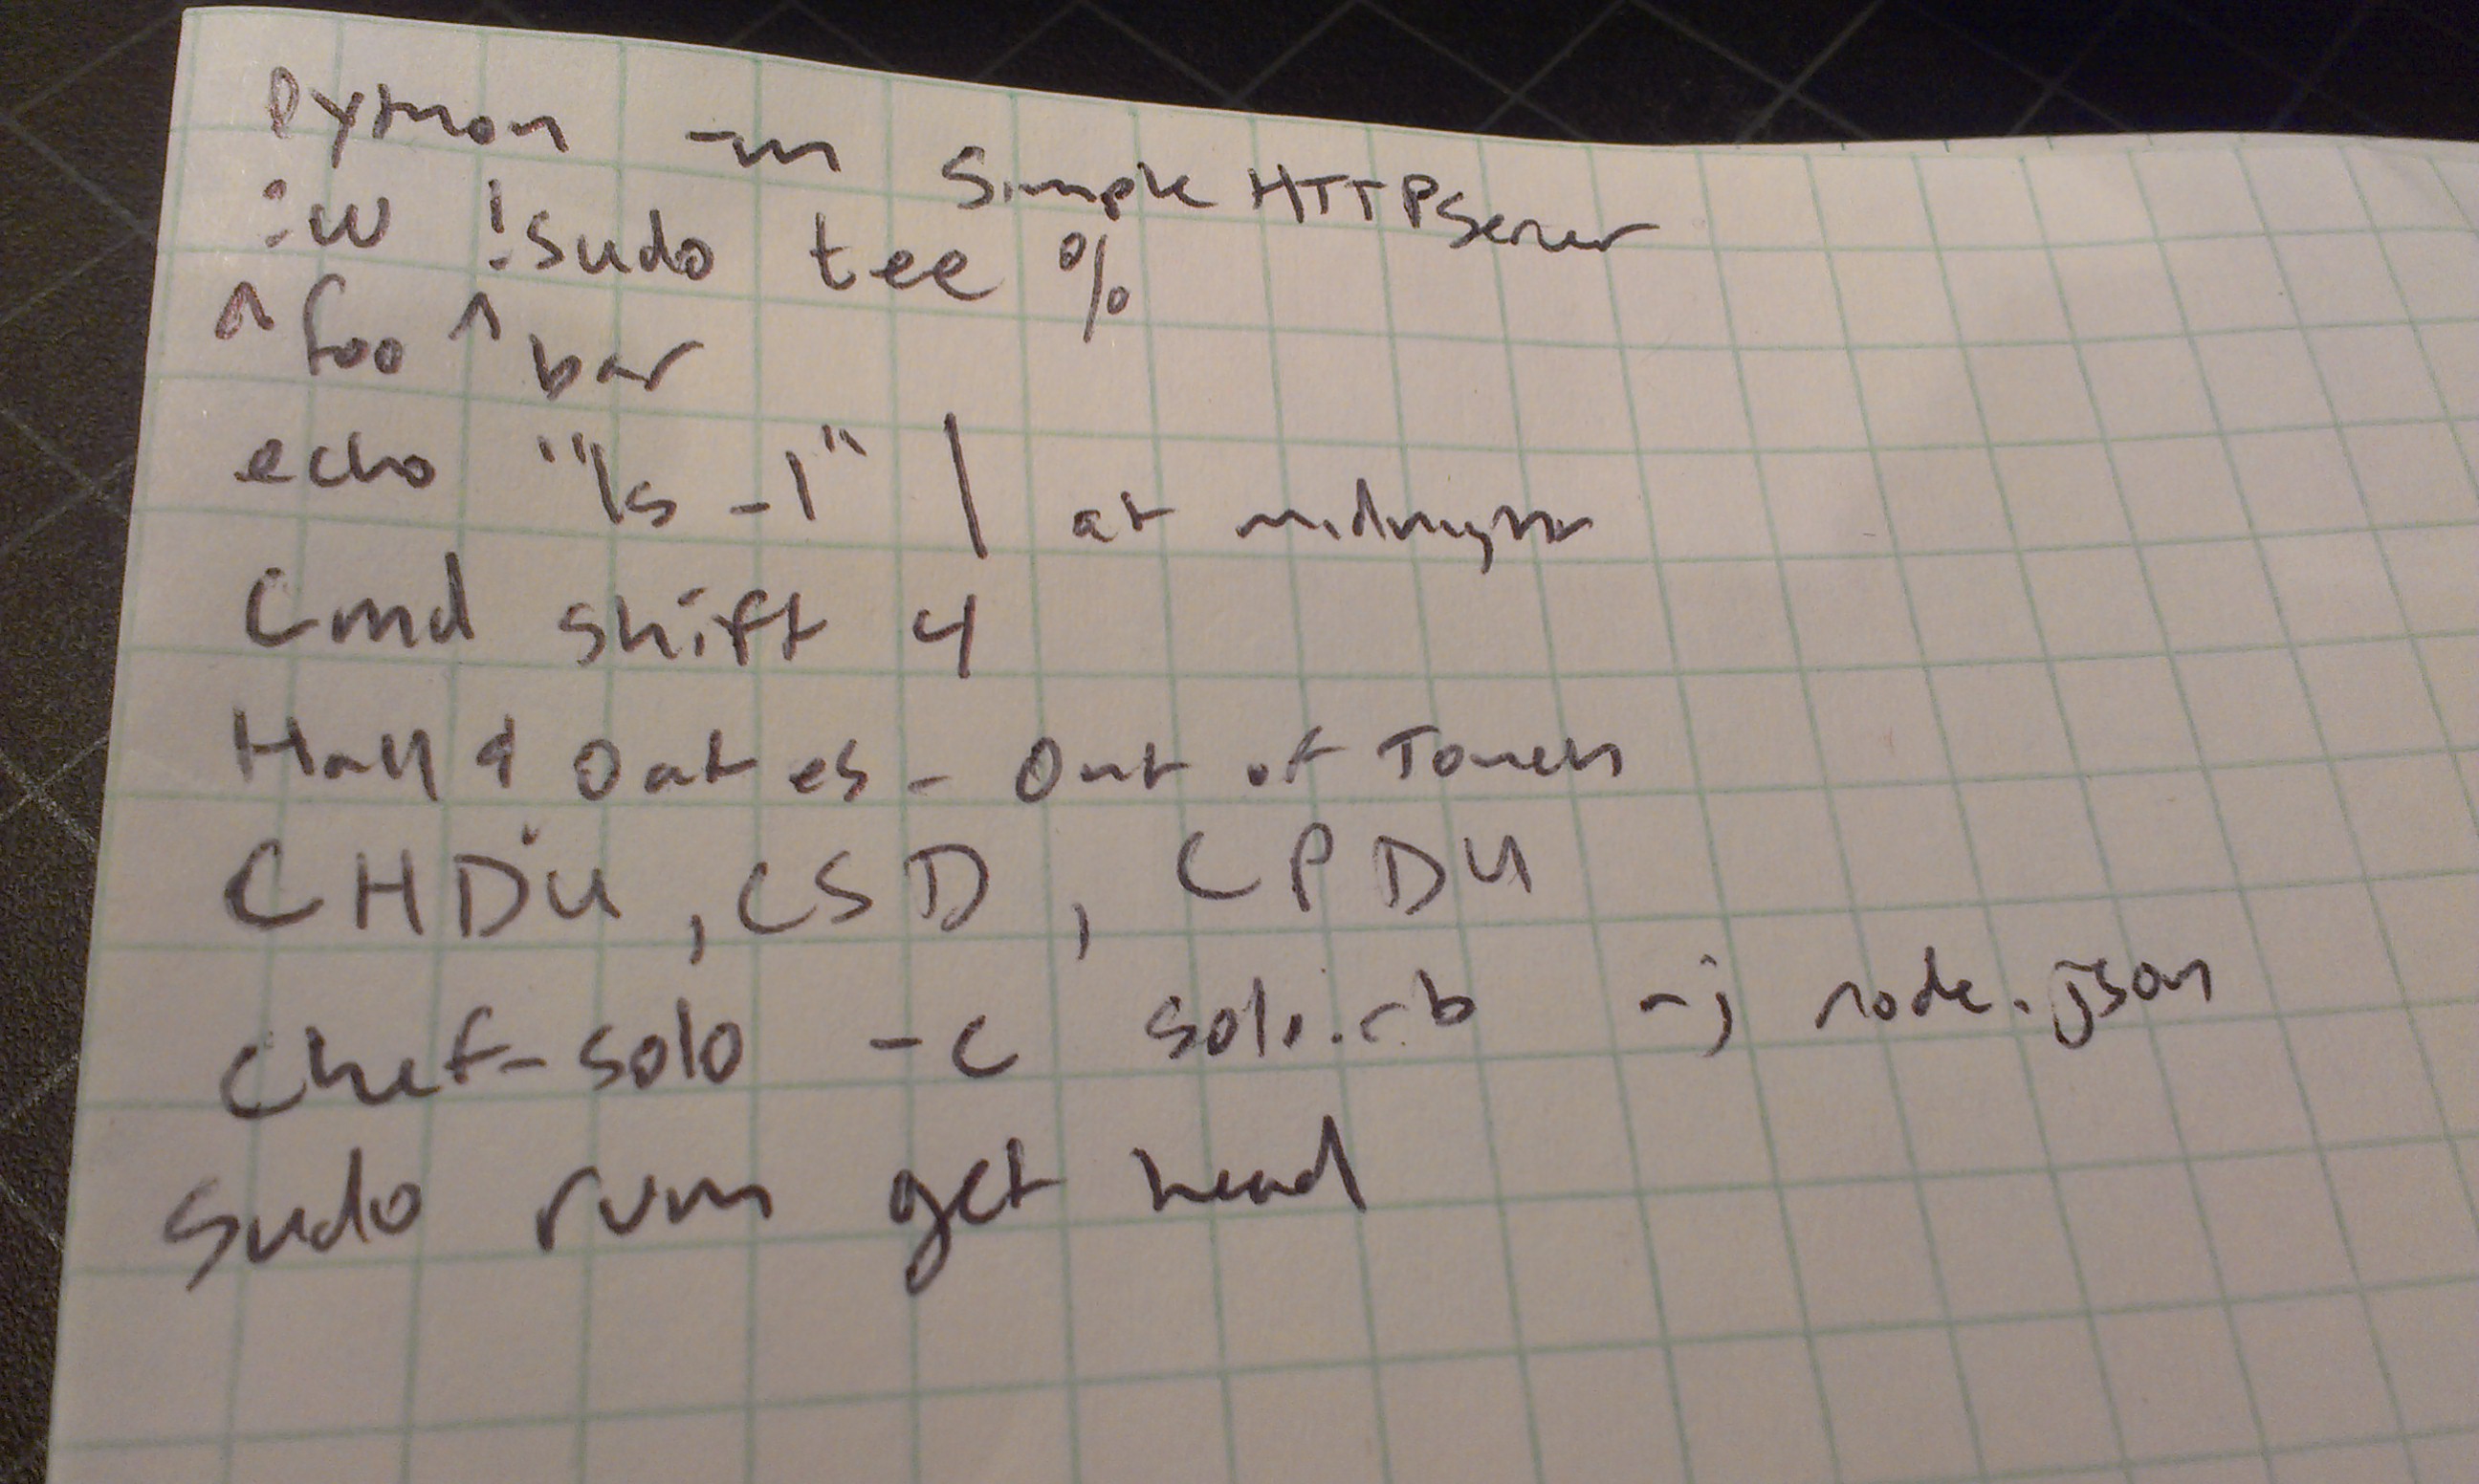 python -m SimpleHTTPServer
:w !sudo tee %
^foo^bar
echo "ls -l" | at midnight
Cmd shift 4
Hall & Oates - Out of Touch
CHDU, CSD, CPDU
chef-solo -c solo.rb -j node.json
sudo rvm get head